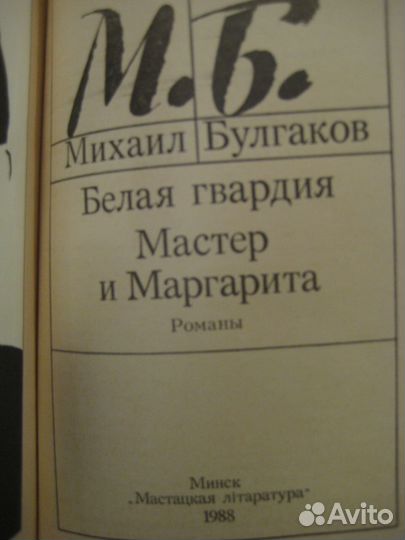 М.Б.
Михаил Булгаков
Белая гвардия
Мастер
и Маргарита
Романы
Минск
„Мастацкая літаратура“
1988
Avito